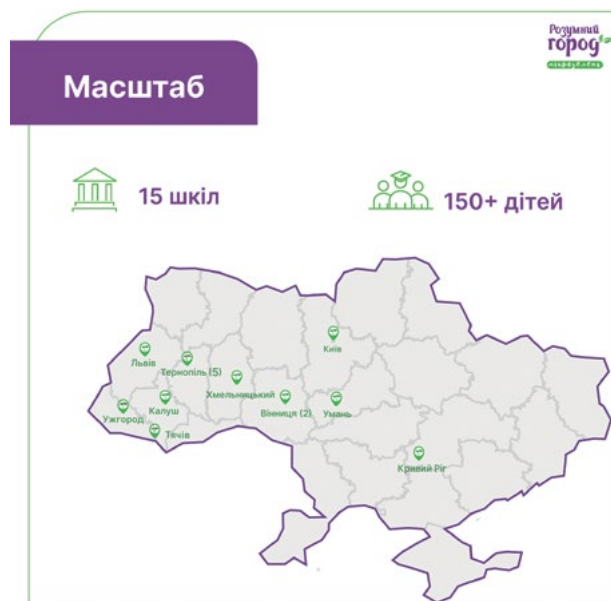 Розумний
город
Масштаб
15 шкіл
150+ дітей
Київ
Львів
Тернопіль (5)
Хмельницький
Калуш
Вінниця (2)
Умань
Ужгород
Тячів
Кривий Ріг